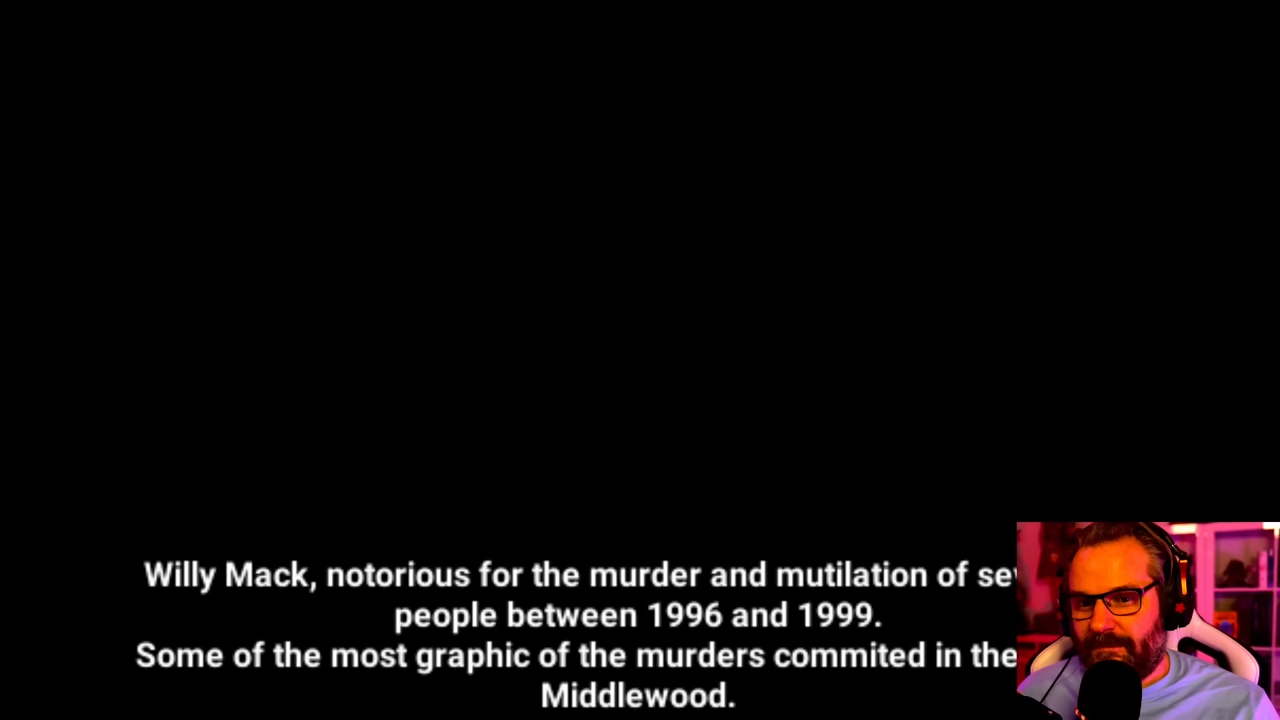 Willy Mack, notorious for the murder and mutilation of
people between 1996 and 1999.
Some of the most graphic of the murders commited in the
Middlewood.